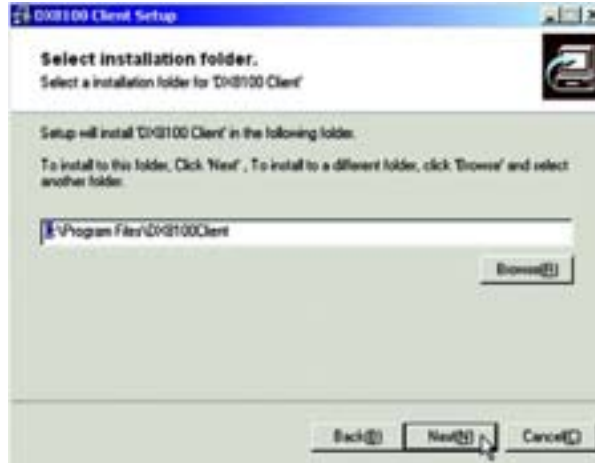 DX8100 Client Setup
Select installation folder.
Select a installation folder for 'DX8100 Client'
Setup will install 'DX8100 Client' in the following folder.
To install to this folder, Click 'Next' , To install to a different folder, click 'Browse' and select
another folder.
:\Program Files\DX8100Client
Browse(R)
Back(B) Next(N) Cancel(C)